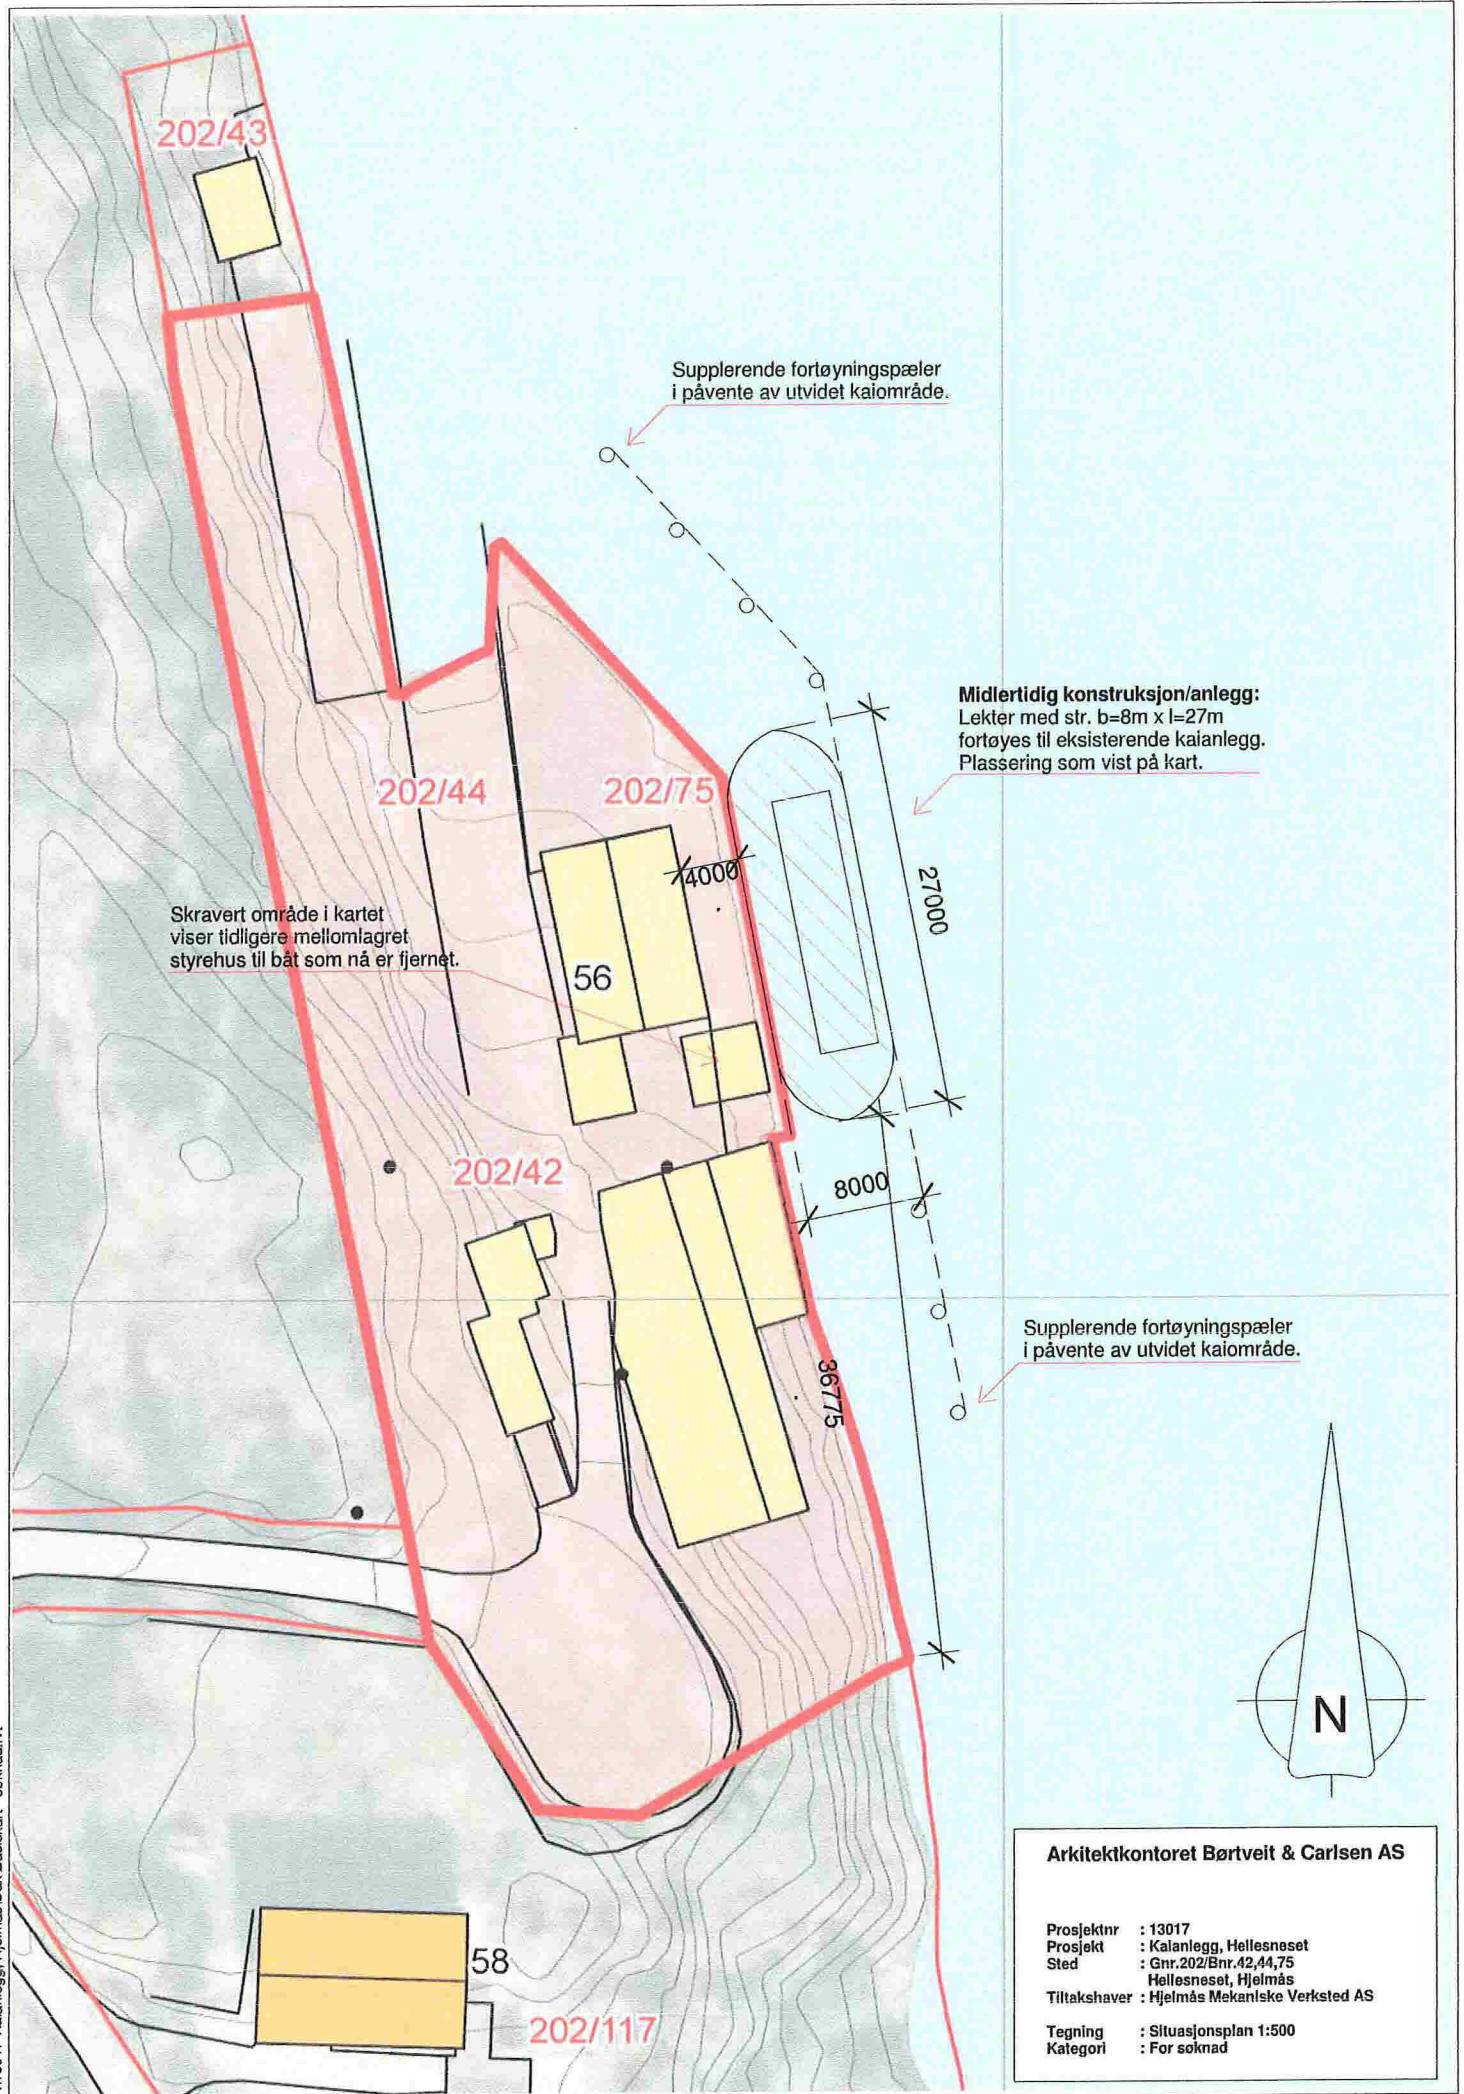 202/43
Supplerende fortøyningspæler
i påvente av utvidet kaiområde.
Midlertidig konstruksjon/anlegg:
Lekter med str. b=8m x l=27m
fortøyes til eksisterende kaianlegg.
Plassering som vist på kart.
202/44
202/75
4000
27000
Skravert område i kartet
viser tidligere mellomlagret
styrehus til båt som nå er fjernet.
56
202/42
8000
Supplerende fortøyningspæler
i påvente av utvidet kaiområde.
36775
N
58
202/117
Arkitektkontoret Børtveit & Carlsen AS
Prosjektnr : 13017
Prosjekt : Kaianlegg, Hellesneset
Sted : Gnr.202/Bnr.42,44,75
Hellesneset, Hjelmås
Tiltakshaver : Hjelmås Mekaniske Verksted AS
Tegning : Situasjonsplan 1:500
Kategori : For søknad